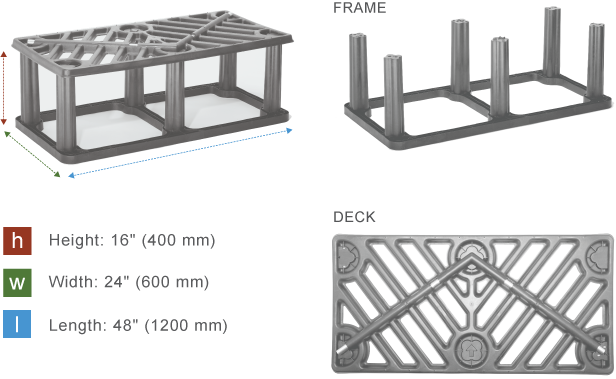 FRAME
DECK
h Height: 16" (400 mm)
w Width: 24" (600 mm)
l Length: 48" (1200 mm)